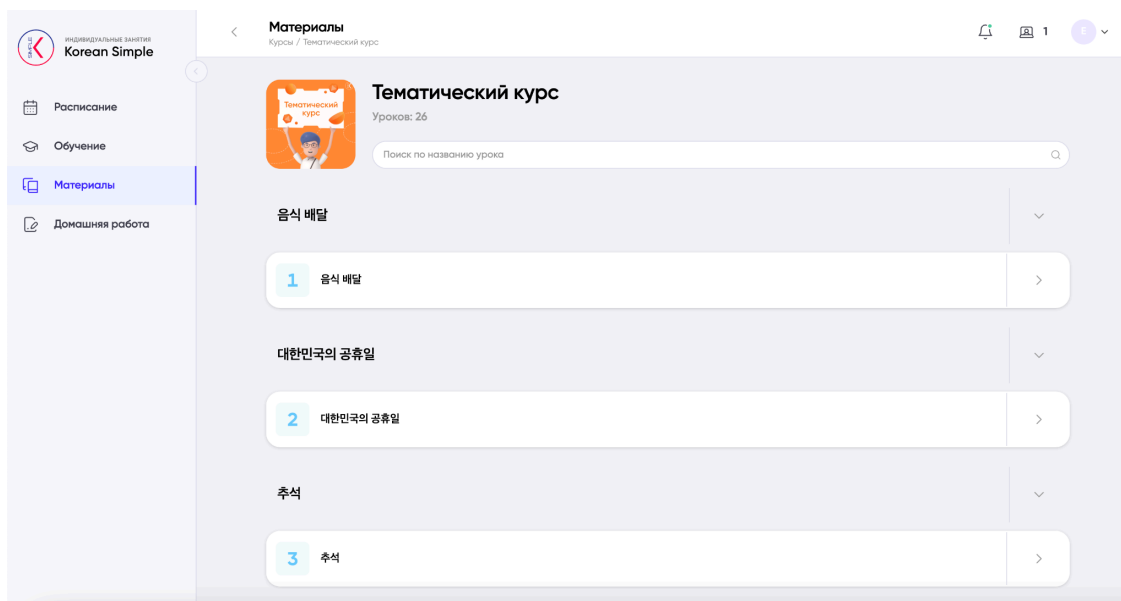 SIMPLE
ИНДИВИДУАЛЬНЫЕ ЗАНЯТИЯ
Korean Simple
Расписание
Обучение
Материалы
Домашняя работа
Материалы
Курсы / Тематический курс
1
E
Тематический курс
Тематический курс
Уроков: 26
Поиск по названию урока
음식 배달
1 음식 배달
대한민국의 공휴일
2 대한민국의 공휴일
추석
3 추석